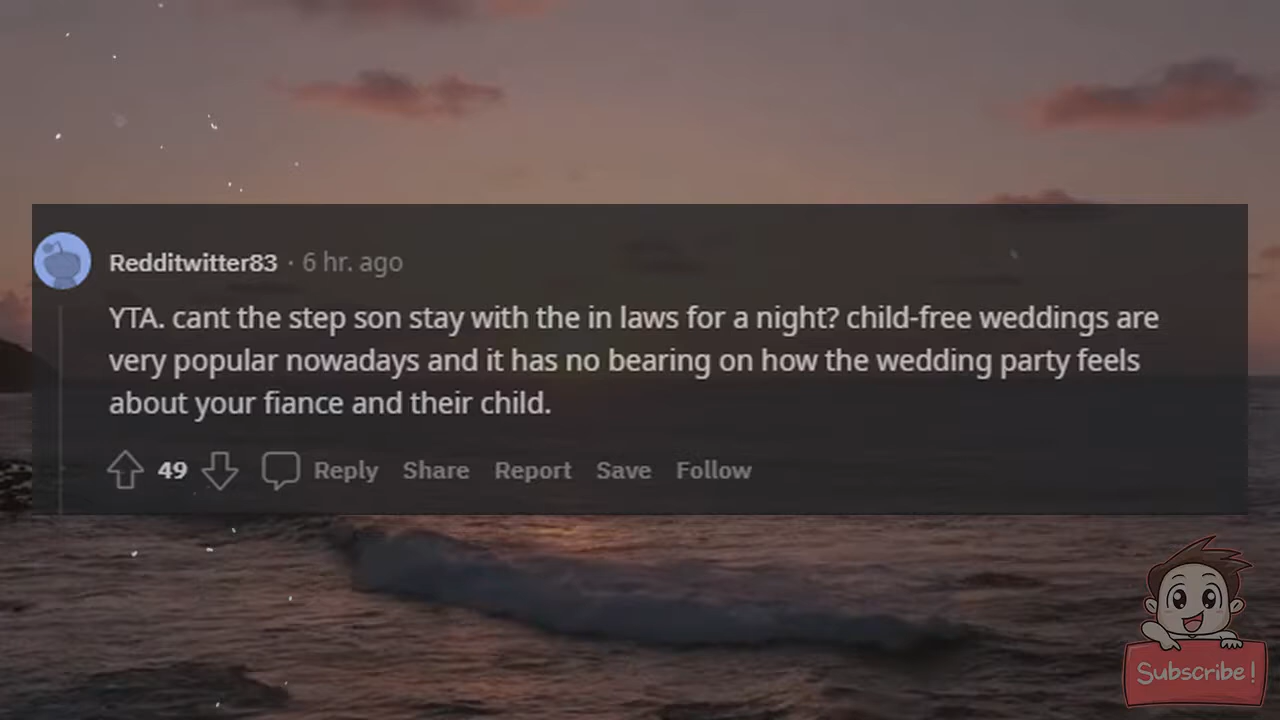 Redditwitter83 · 6 hr. ago
YTA. cant the step son stay with the in laws for a night? child-free weddings are
very popular nowadays and it has no bearing on how the wedding party feels
about your fiance and their child.
49 Reply Share Report Save Follow
Subscribe!